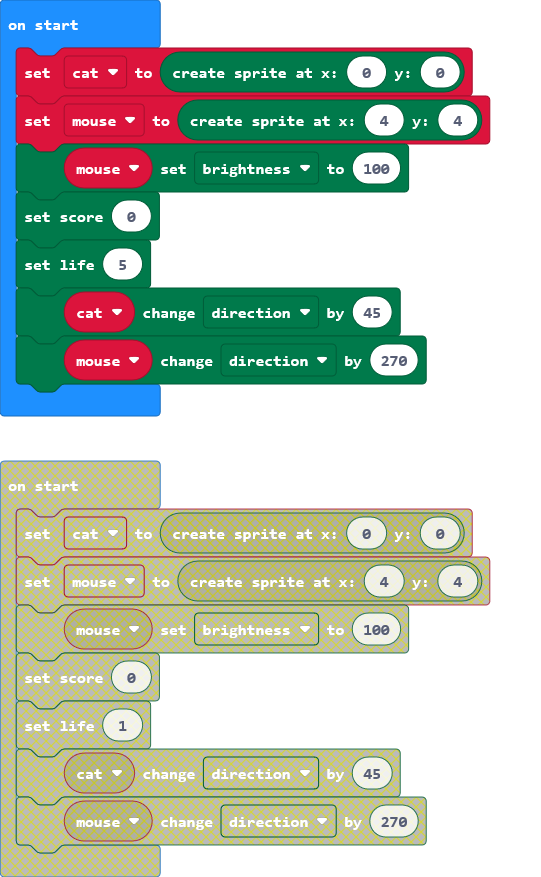 on start
set cat to create sprite at x: 0 y: 0
set mouse to create sprite at x: 4 y: 4
mouse set brightness to 100
set score 0
set life 5
cat change direction by 45
mouse change direction by 270
on start
set cat to create sprite at x: 0 y: 0
set mouse to create sprite at x: 4 y: 4
mouse set brightness to 100
set score 0
set life 1
cat change direction by 45
mouse change direction by 270